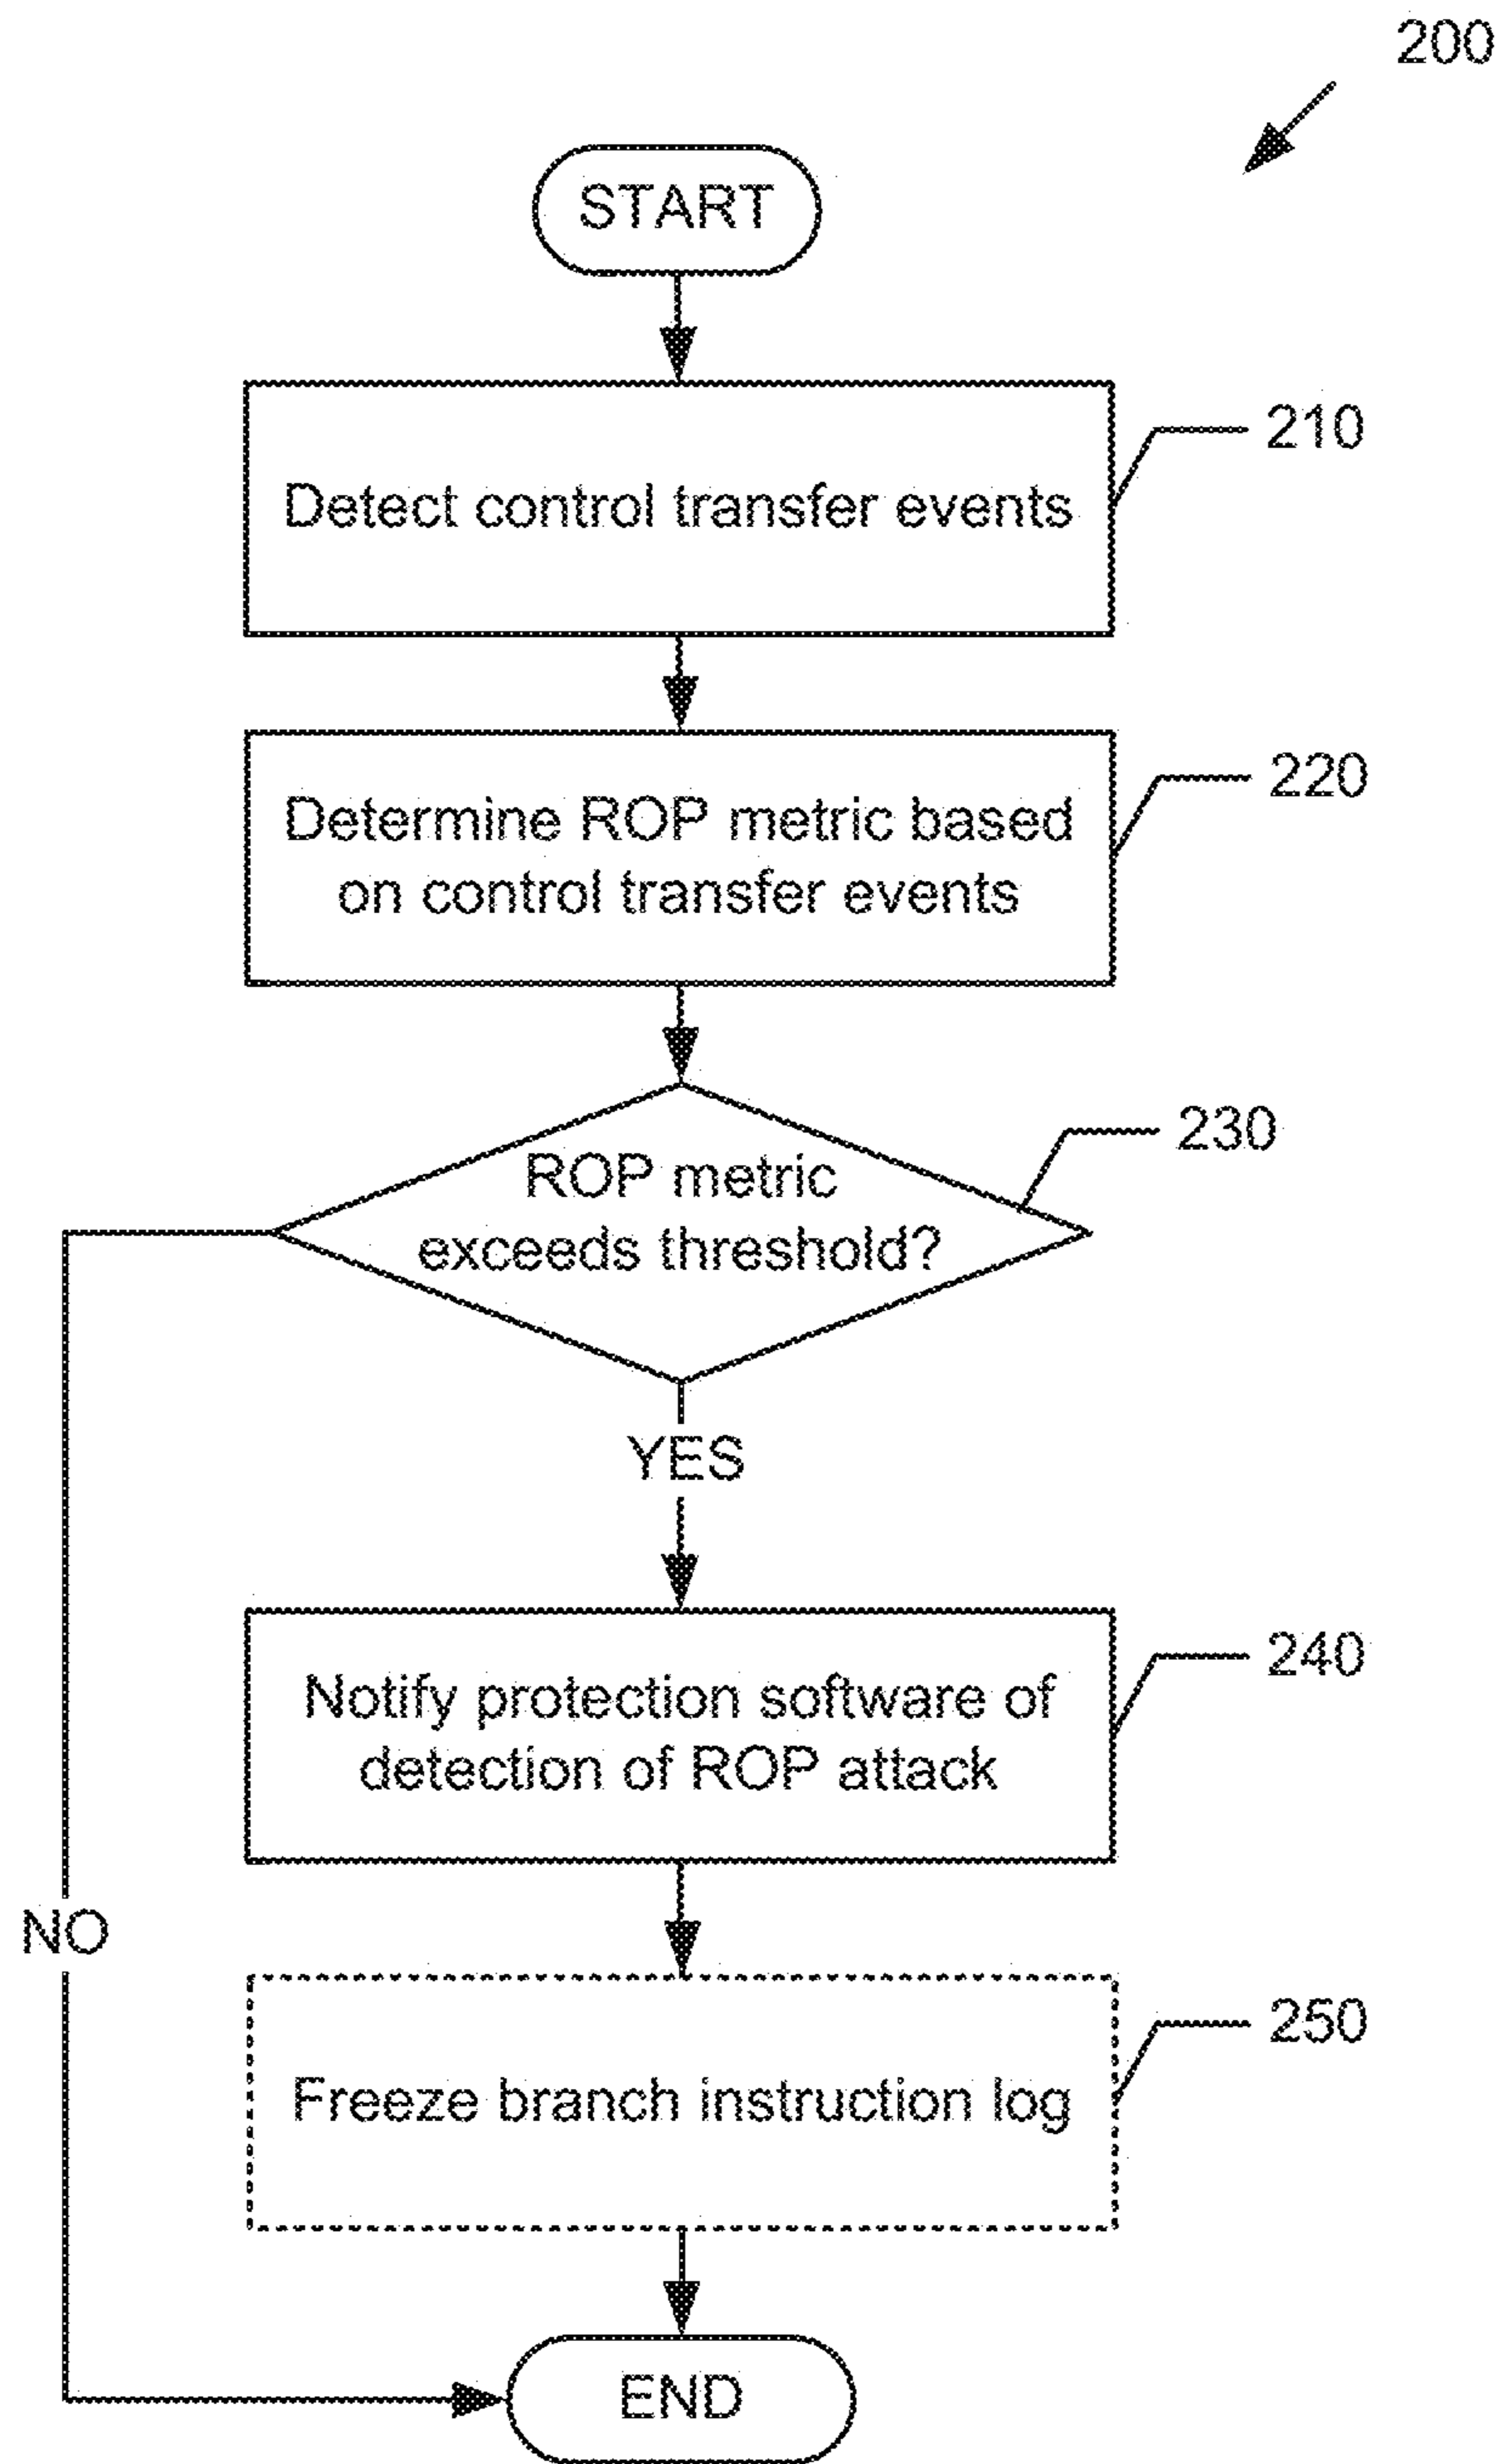 200
START
210
Detect control transfer events
220
Determine ROP metric based
on control transfer events
230
ROP metric
exceeds threshold?
YES
240
Notify protection software of
detection of ROP attack
NO
250
Freeze branch instruction log
END